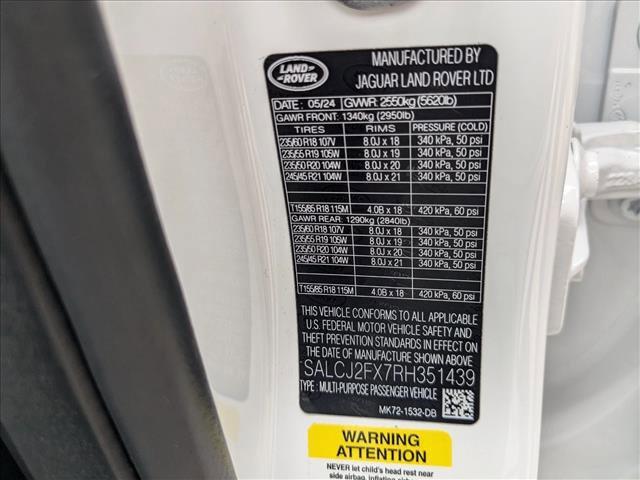 LAND-
ROVER
MANUFACTURED BY
JAGUAR LAND ROVER LTD
DATE: 05/24 GVWR: 2550kg (5620lb)
GAWR FRONT: 1340kg (2950lb)
TIRES RIMS PRESSURE (COLD)
235/60 R18 107V 8.0J x 18 340 kPa, 50 psi
235/55 R19 105W 8.0J x 19 340 kPa, 50 psi
235/50 R20 104W 8.0J x 20 340 kPa, 50 psi
245/45 R21 104W 8.0J x 21 340 kPa, 50 psi
T155/85 R18 115M 4.0B x 18 420 kPa, 60 psi
GAWR REAR: 1290kg (2840lb)
235/60 R18 107V 8.0J x 18 340 kPa, 50 psi
235/55 R19 105W 8.0J x 19 340 kPa, 50 psi
235/50 R20 104W 8.0J x 20 340 kPa, 50 psi
245/45 R21 104W 8.0J x 21 340 kPa, 50 psi
T155/85 R18 115M 4.0B x 18 420 kPa, 60 psi
THIS VEHICLE CONFORMS TO ALL APPLICABLE
U.S. FEDERAL MOTOR VEHICLE SAFETY AND
THEFT PREVENTION STANDARDS IN EFFECT
ON THE DATE OF MANUFACTURE SHOWN ABOVE.
SALCJ2FX7RH351439
TYPE: MULTI-PURPOSE PASSENGER VEHICLE
MK72-1532-DB
WARNING
ATTENTION
NEVER let child's head rest near
side airbag, inflating